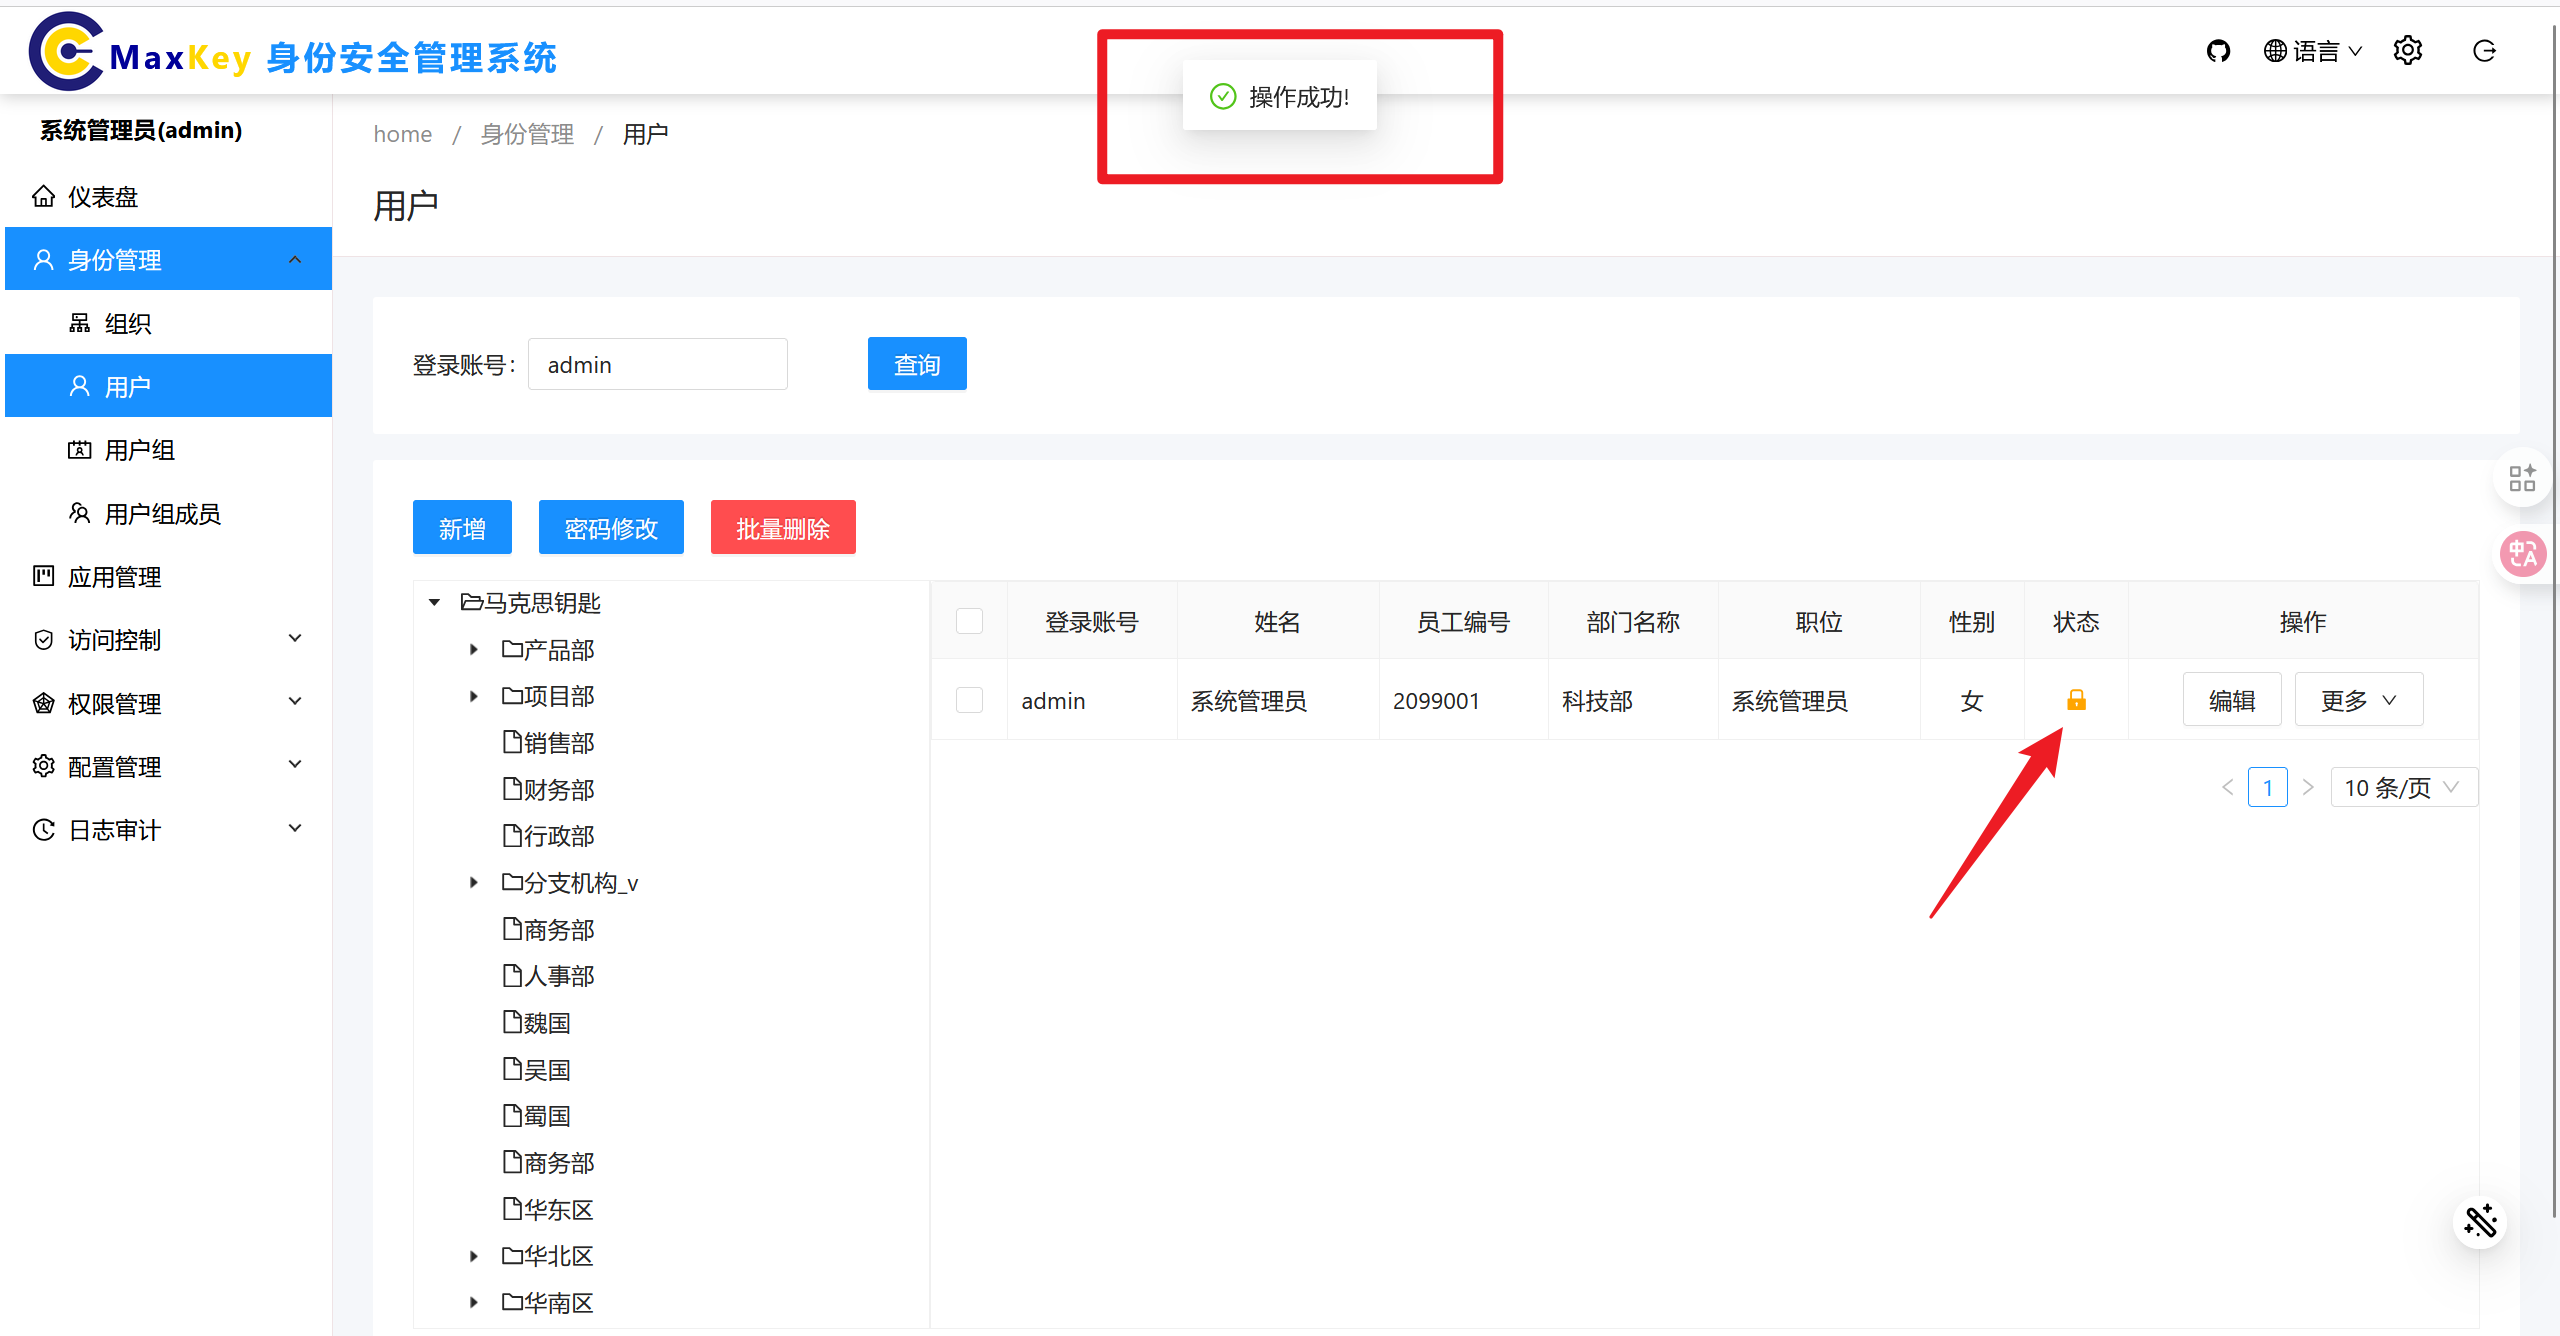 MaxKey 身份安全管理系统
语言
操作成功!
系统管理员(admin)
仪表盘
身份管理
组织
用户
用户组
用户组成员
应用管理
访问控制
权限管理
配置管理
日志审计
home / 身份管理 / 用户
用户
登录账号: admin 查询
新增 密码修改 批量删除
马克思钥匙
产品部
项目部
销售部
财务部
行政部
分支机构_v
商务部
人事部
魏国
吴国
蜀国
商务部
华东区
华北区
华南区
登录账号 姓名 员工编号 部门名称 职位 性别 状态 操作
admin 系统管理员 2099001 科技部 系统管理员 女 编辑 更多
1 10 条/页
中A